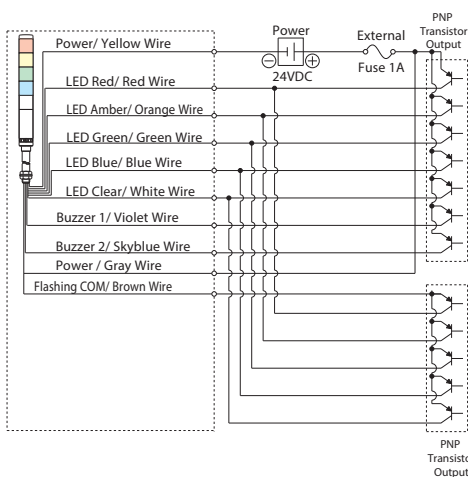 PNP
Transistor
Output
Power
External
Fuse 1A
24VDC
Power/ Yellow Wire
LED Red/ Red Wire
LED Amber/ Orange Wire
LED Green/ Green Wire
LED Blue/ Blue Wire
LED Clear/ White Wire
Buzzer 1/ Violet Wire
Buzzer 2/ Skyblue Wire
Power / Gray Wire
Flashing COM/ Brown Wire
PNP
Transisto
Output